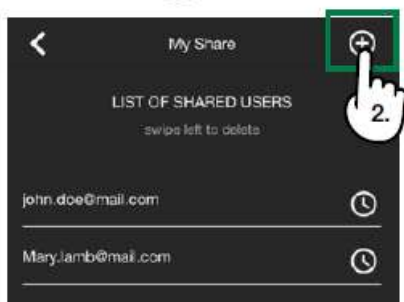 My Share
2.
LIST OF SHARED USERS
swipe left to delete
john.doe@mail.com
Mary.lamb@mail.com